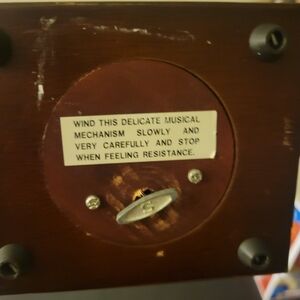 WIND THIS DELICATE MUSICAL
MECHANISM SLOWLY AND
VERY CAREFULLY AND STOP
WHEN FEELING RESISTANCE.